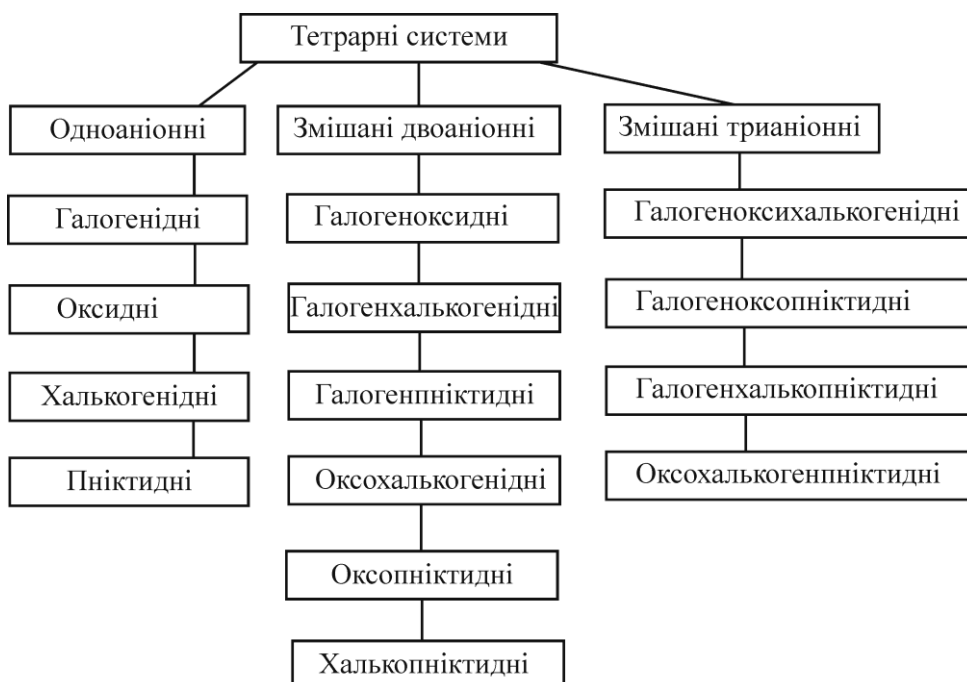 Тетрарні системи
Одноаніонні
Змішані двоаніонні
Змішані трианіонні
Галогенідні
Оксидні
Халькогенідні
Пніктидні
Галогеноксидні
Галогенхалькогенідні
Галогенпніктидні
Оксохалькогенідні
Оксопніктидні
Халькопніктидні
Галогеноксихалькогенідні
Галогеноксопніктидні
Галогенхалькопніктидні
Оксохалькогенпніктидні